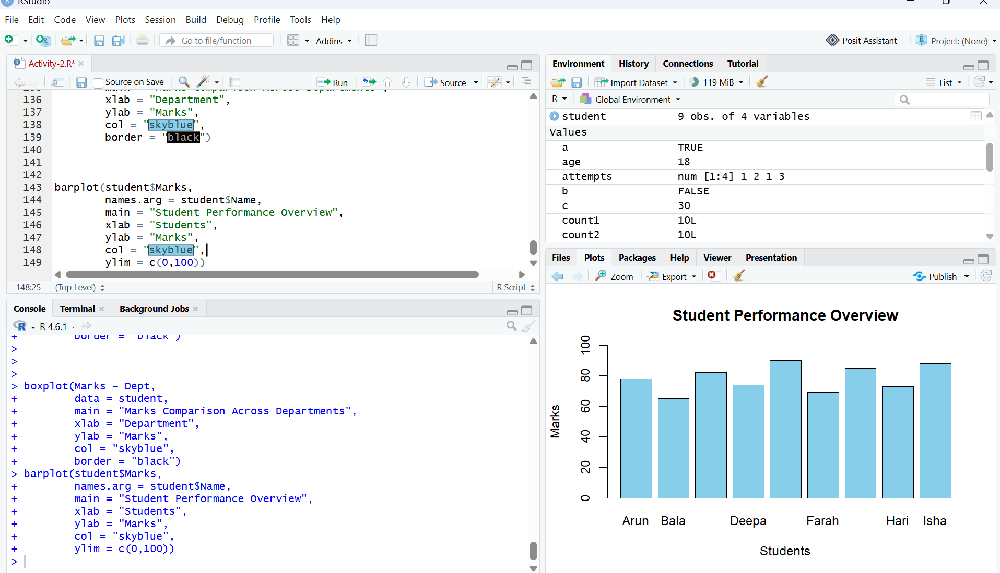 RStudio
File Edit Code View Plots Session Build Debug Profile Tools Help
Go to file/function Addins Posit Assistant Project: (None)
Activity-2.R*
Source on Save Run Source
136 xlab = "Department",
137 ylab = "Marks",
138 col = "skyblue",
139 border = "black")
140
141
142
143 barplot(student$Marks,
144 names.arg = student$Name,
145 main = "Student Performance Overview",
146 xlab = "Students",
147 ylab = "Marks",
148 col = "skyblue",
149 ylim = c(0,100))
148:25 (Top Level) R Script
Console Terminal Background Jobs
R 4.6.1 ·
+ border = "black")
>
>
>
> boxplot(Marks ~ Dept,
+ data = student,
+ main = "Marks Comparison Across Departments",
+ xlab = "Department",
+ ylab = "Marks",
+ col = "skyblue",
+ border = "black")
> barplot(student$Marks,
+ names.arg = student$Name,
+ main = "Student Performance Overview",
+ xlab = "Students",
+ ylab = "Marks",
+ col = "skyblue",
+ ylim = c(0,100))
>
Environment History Connections Tutorial
Import Dataset 119 MiB List
R Global Environment
student 9 obs. of 4 variables
Values
a TRUE
age 18
attempts num [1:4] 1 2 1 3
b FALSE
c 30
count1 10L
count2 10L
Files Plots Packages Help Viewer Presentation
Zoom Export Publish
Student Performance Overview
100
80
60
40
20
0
Marks
Arun Bala Deepa Farah Hari Isha
Students